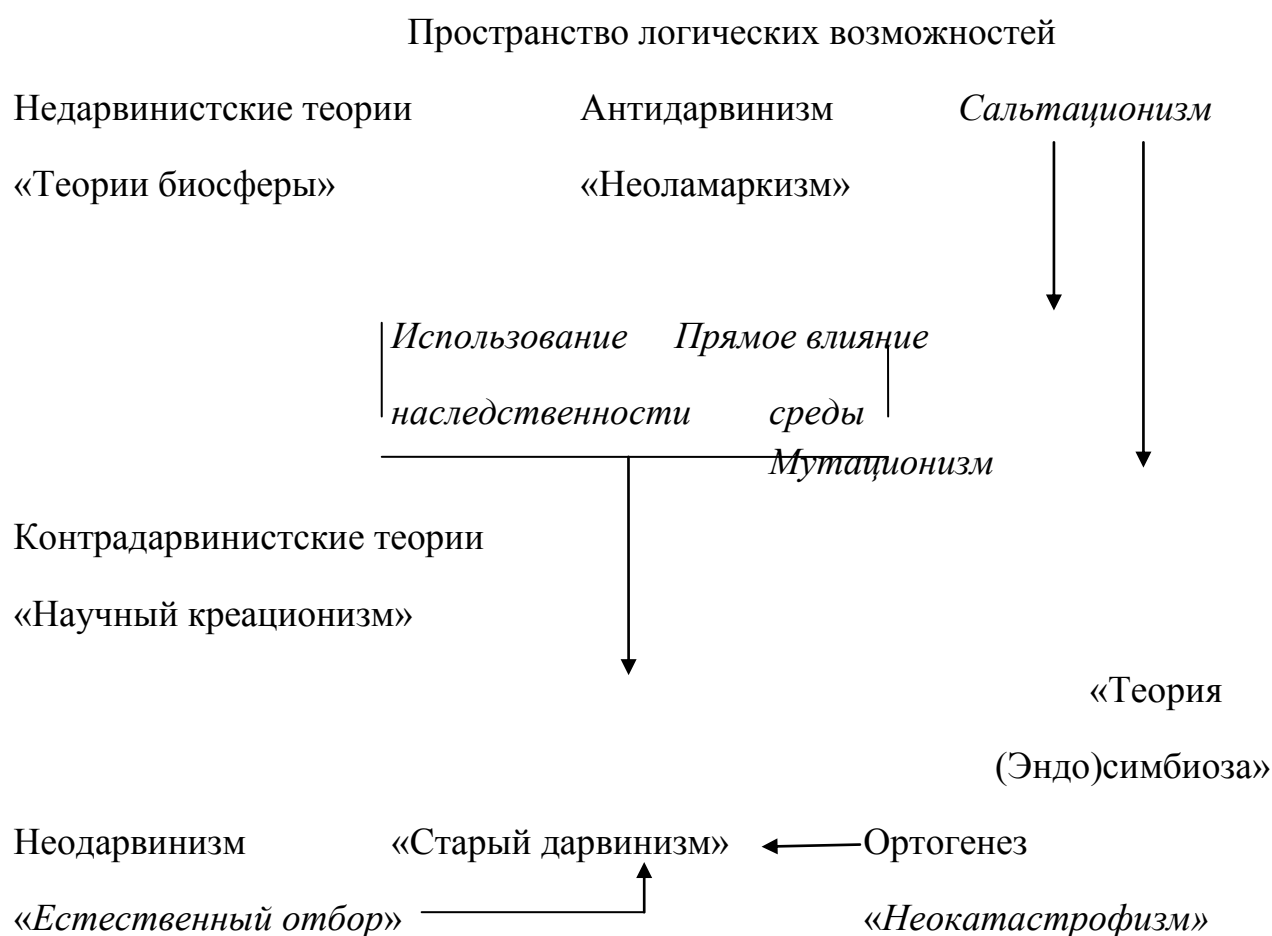 Пространство логических возможностей
Недарвинистские теории Антидарвинизм Сальтационизм
«Теории биосферы» «Неоламаркизм»
Использование Прямое влияние
наследственности среды
Мутационизм
Контрадарвинистские теории
«Научный креационизм»
«Теория
(Эндо)симбиоза»
Неодарвинизм «Старый дарвинизм» Ортогенез
«Естественный отбор» «Неокатастрофизм»